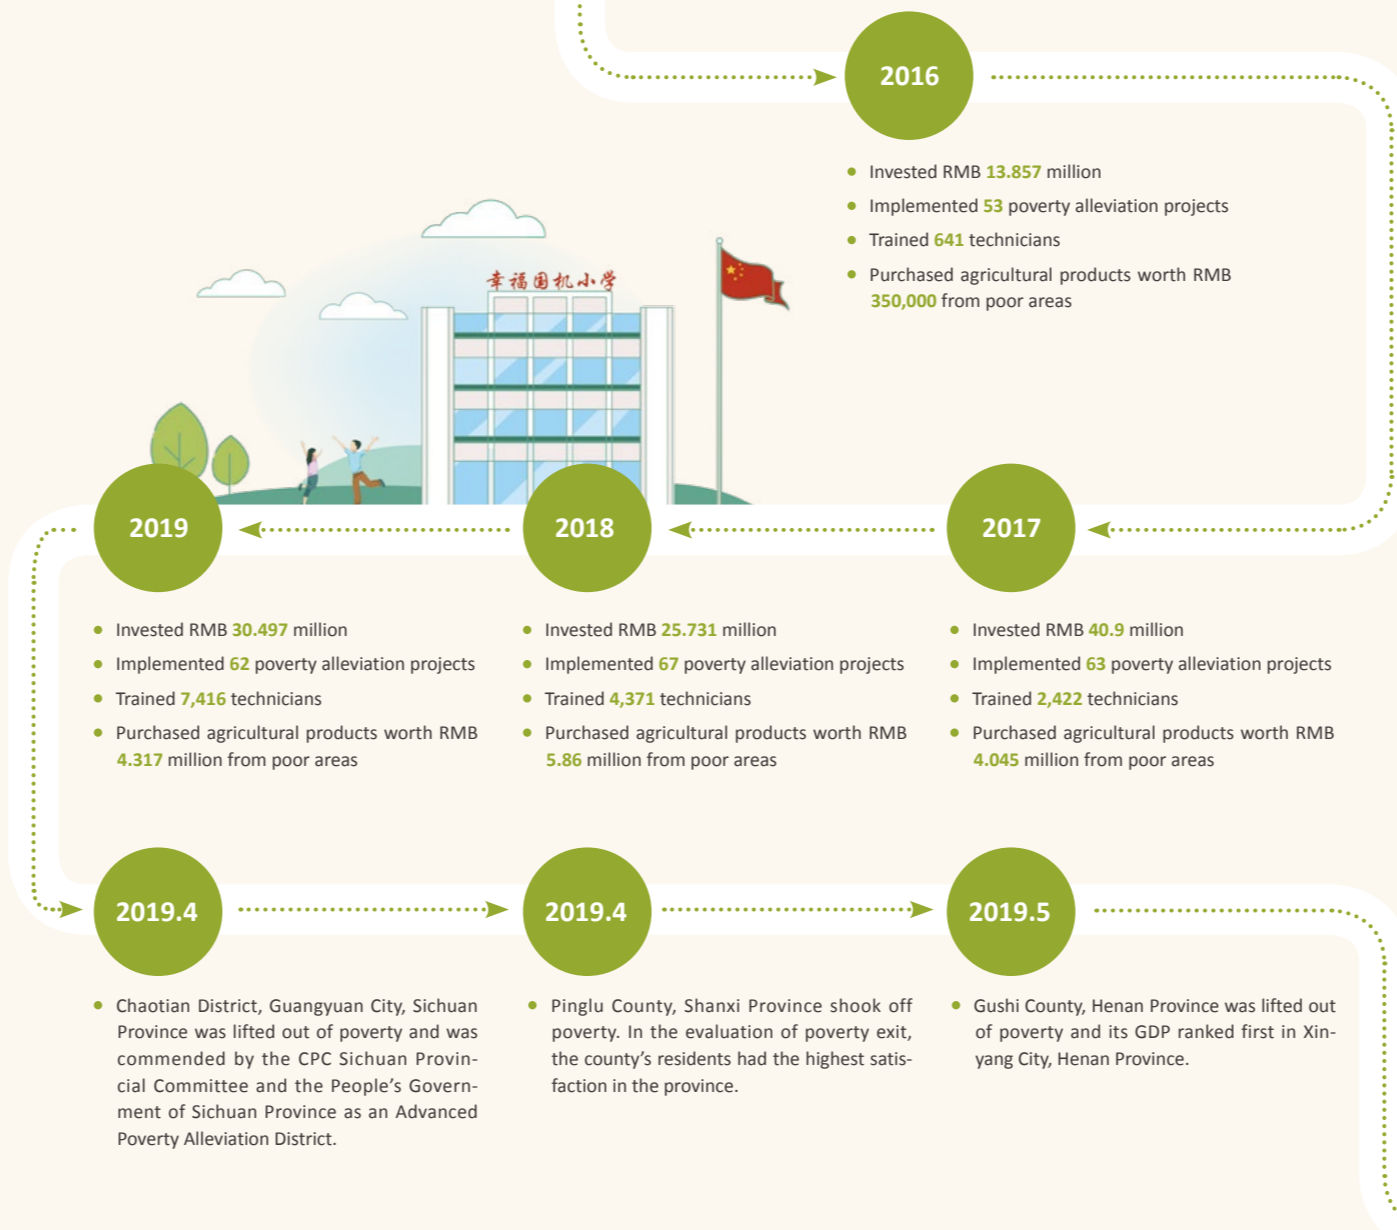 2016
• Invested RMB 13.857 million
• Implemented 53 poverty alleviation projects
• Trained 641 technicians
• Purchased agricultural products worth RMB
350,000 from poor areas
幸福国机小学
2019
• Invested RMB 30.497 million
• Implemented 62 poverty alleviation projects
• Trained 7,416 technicians
• Purchased agricultural products worth RMB
4.317 million from poor areas
2018
• Invested RMB 25.731 million
• Implemented 67 poverty alleviation projects
• Trained 4,371 technicians
• Purchased agricultural products worth RMB
5.86 million from poor areas
2017
• Invested RMB 40.9 million
• Implemented 63 poverty alleviation projects
• Trained 2,422 technicians
• Purchased agricultural products worth RMB
4.045 million from poor areas
2019.4
• Chaotian District, Guangyuan City, Sichuan
Province was lifted out of poverty and was
commended by the CPC Sichuan Provin-
cial Committee and the People's Govern-
ment of Sichuan Province as an Advanced
Poverty Alleviation District.
2019.4
• Pinglu County, Shanxi Province shook off
poverty. In the evaluation of poverty exit,
the county's residents had the highest satis-
faction in the province.
2019.5
• Gushi County, Henan Province was lifted out
of poverty and its GDP ranked first in Xin-
yang City, Henan Province.